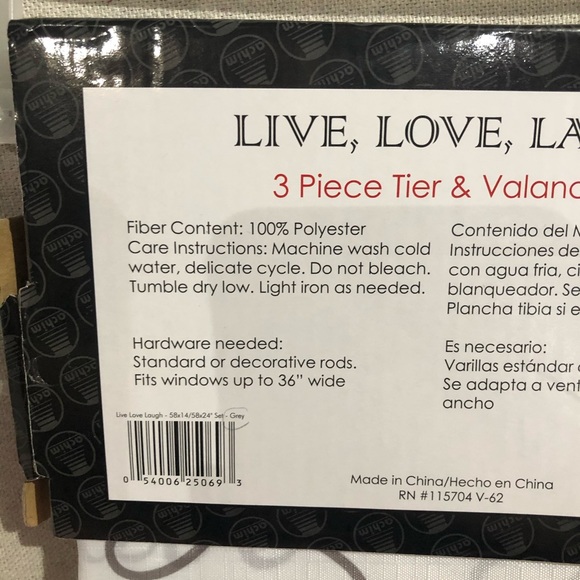 LIVE, LOVE, LA
3 Piece Tier & Valanc
Fiber Content: 100% Polyester
Care Instructions: Machine wash cold
water, delicate cycle. Do not bleach.
Tumble dry low. Light iron as needed.
Contenido del M
Instrucciones de
con agua fria, ci
blanqueador. Se
Plancha tibia si e
Hardware needed:
Standard or decorative rods.
Fits windows up to 36” wide
Es necesario:
Varillas estándar
Se adapta a vent
ancho
Live Love Laugh - 58x14/58x24" Set - Grey
0 54006 25069 3
Made in China/Hecho en China
RN #115704 V-62
achim